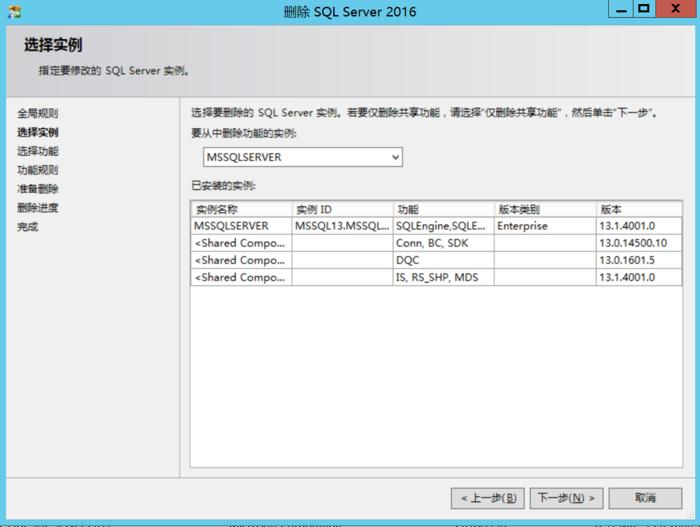 删除 SQL Server 2016
选择实例
指定要修改的 SQL Server 实例。
全局规则
选择实例
选择功能
功能规则
准备删除
删除进度
完成
选择要删除的 SQL Server 实例。若要仅删除共享功能，请选择"仅删除共享功能"，然后单击"下一步"。
要从中删除功能的实例:
MSSQLSERVER
已安装的实例:
实例名称 实例 ID 功能 版本类别 版本
MSSQLSERVER MSSQL13.MSSQL... SQLEngine,SQLE... Enterprise 13.1.4001.0
<Shared Compo... Conn, BC, SDK 13.0.14500.10
<Shared Compo... DQC 13.0.1601.5
<Shared Compo... IS, RS_SHP, MDS 13.1.4001.0
< 上一步(B) 下一步(N) > 取消